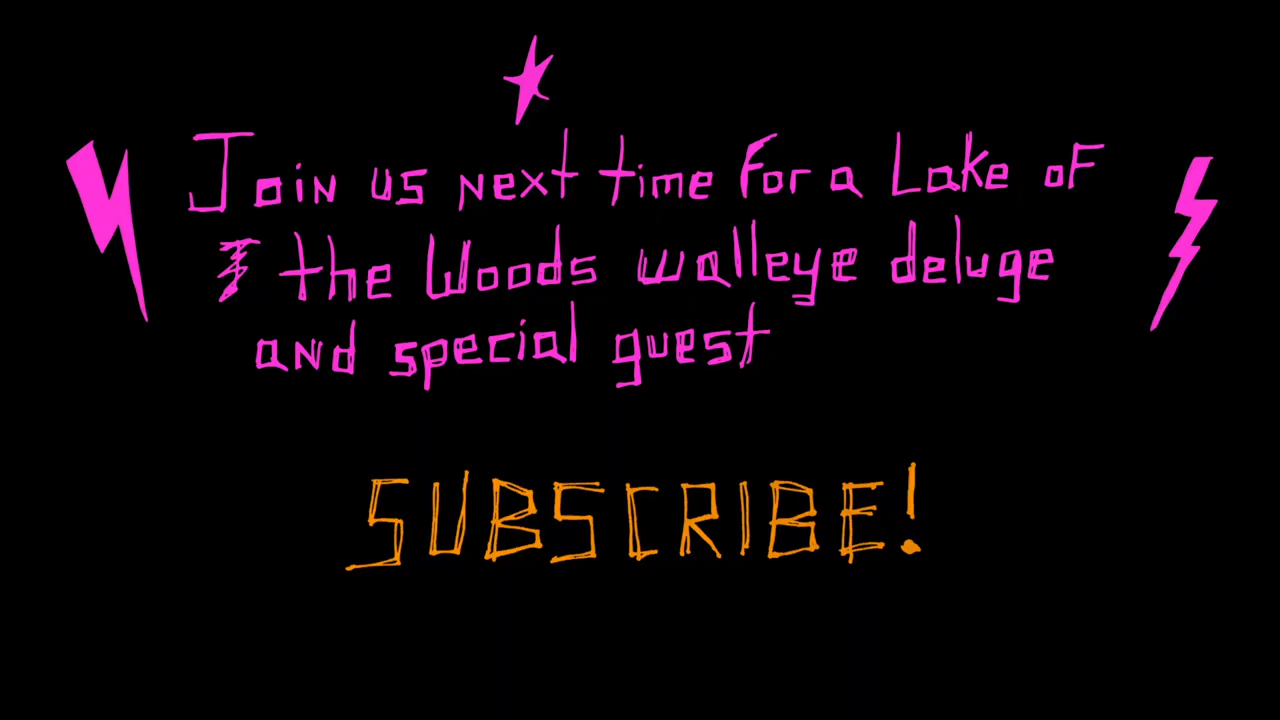 Join us next time for a Lake of
the Woods walleye deluge
and special guest
SUBSCRIBE!